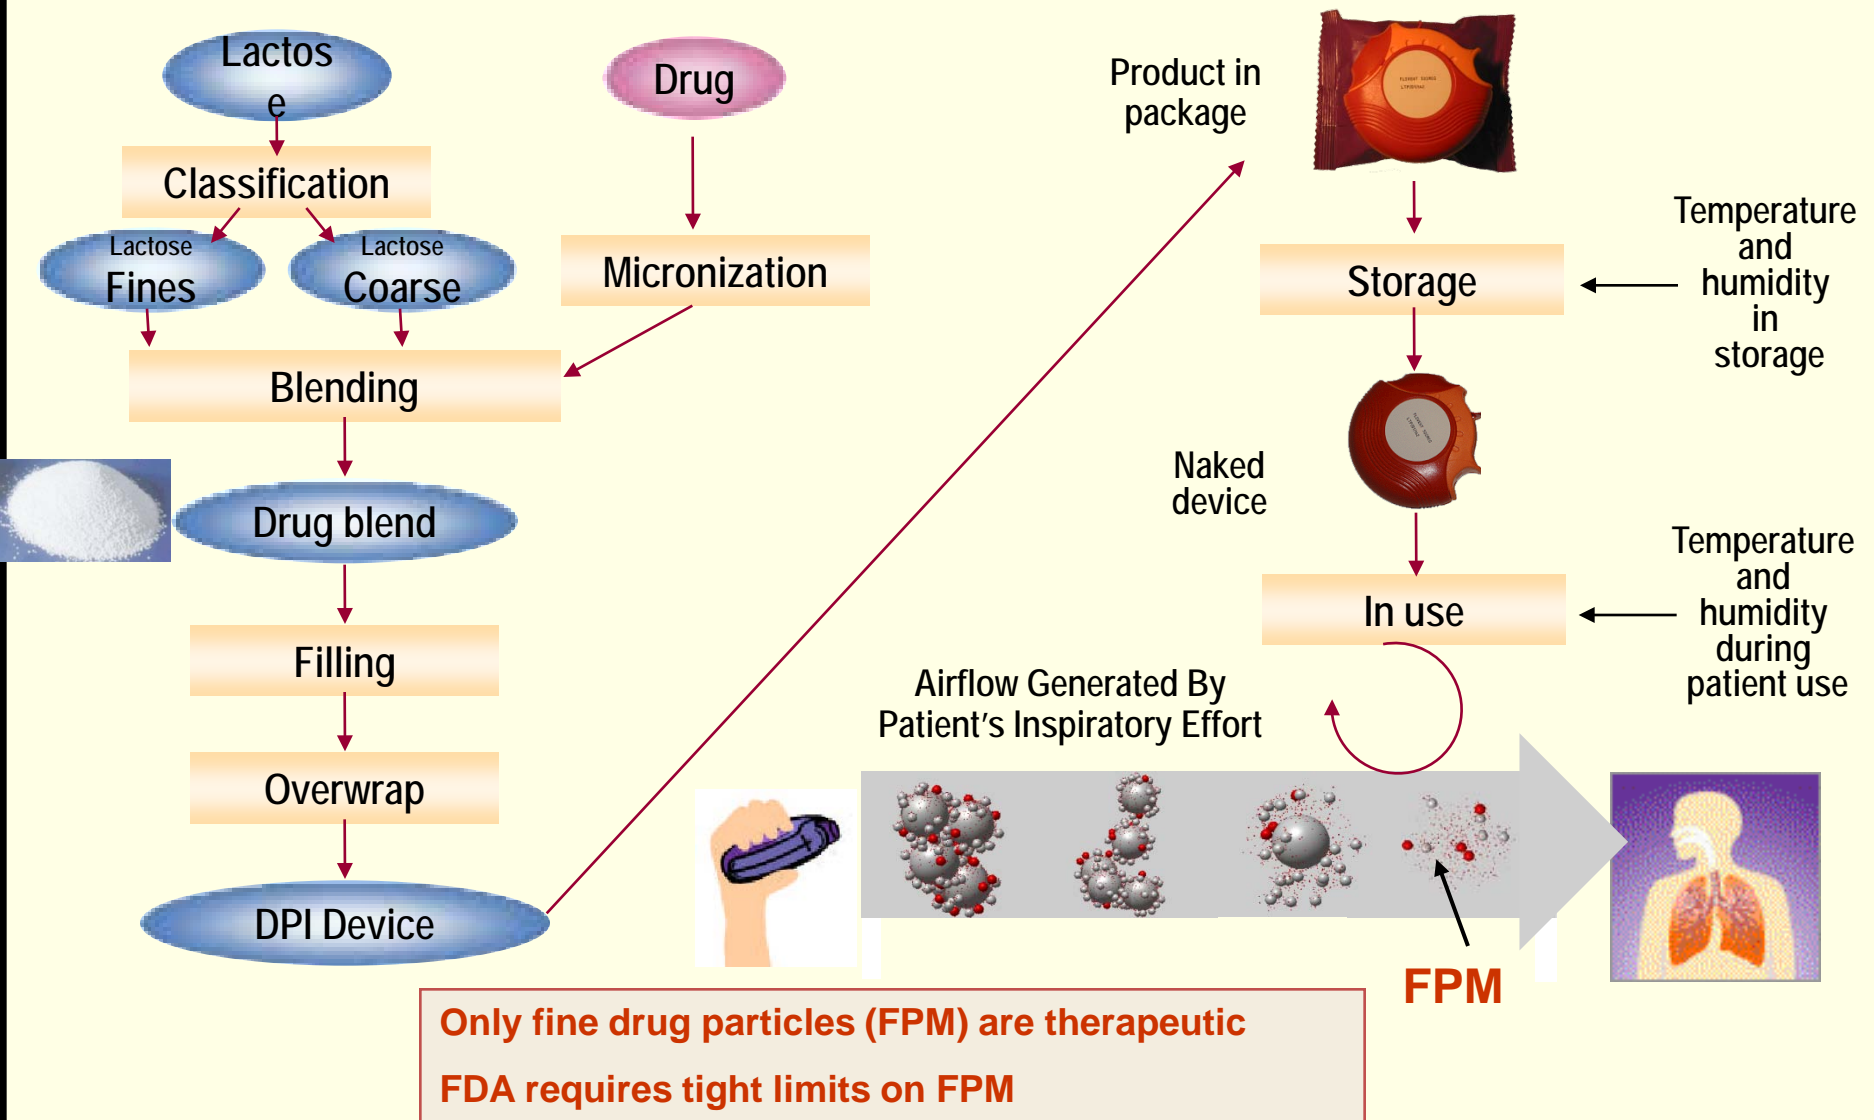 Lactos
e
Drug
Classification
Lactose
Fines
Lactose
Coarse
Micronization
Blending
Drug blend
Filling
Overwrap
DPI Device
Product in
package
Storage
Temperature
and
humidity
in
storage
Naked
device
In use
Temperature
and
humidity
during
patient use
Airflow Generated By
Patient's Inspiratory Effort
FPM
Only fine drug particles (FPM) are therapeutic
FDA requires tight limits on FPM